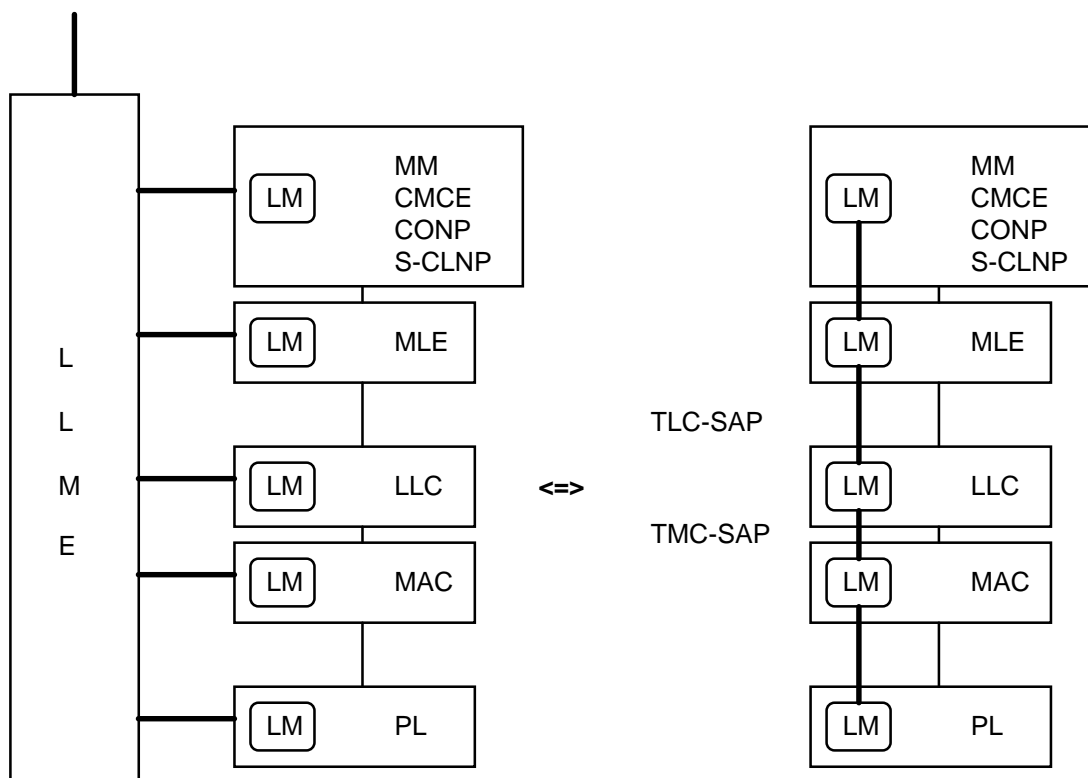 L
L
M
E
LM
MM
CMCE
CONP
S-CLNP
LM MLE
LM LLC
LM MAC
LM PL
<=>
TLC-SAP
TMC-SAP
LM
MM
CMCE
CONP
S-CLNP
LM MLE
LM LLC
LM MAC
LM PL